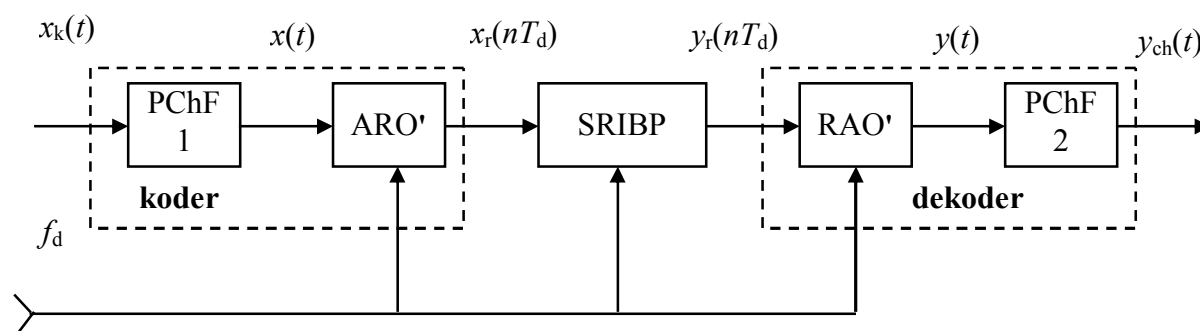 xk(t)
x(t)
xr(nTd)
yr(nTd)
y(t)
ych(t)
PChF
1
ARO'
SRIBP
RAO'
PChF
2
koder
dekoder
fd